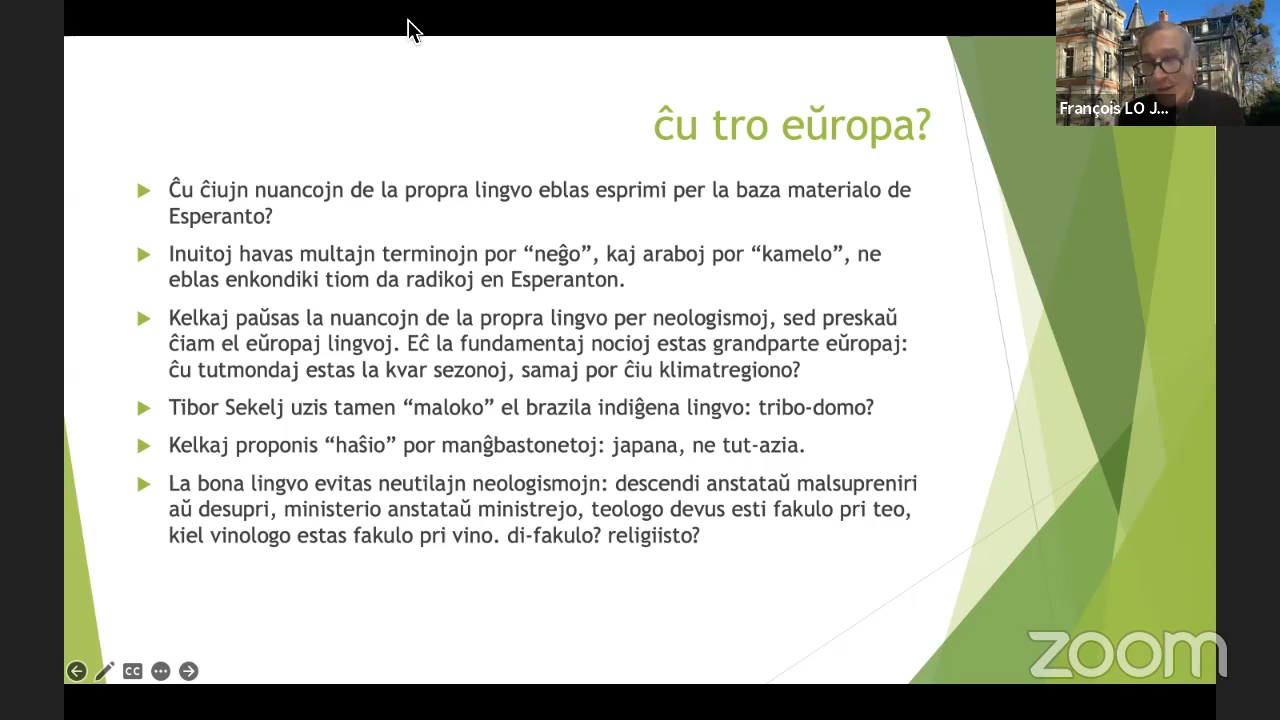 François LO J...
ĉu tro eŭropa?
Ĉu ĉiujn nuancojn de la propra lingvo eblas esprimi per la baza materialo de
Esperanto?
Inuitoj havas multajn terminojn por “neĝo”, kaj araboj por “kamelo”, ne
eblas enkondiki tiom da radikoj en Esperanton.
Kelkaj paŭsas la nuancojn de la propra lingvo per neologismoj, sed preskaŭ
ĉiam el eŭropaj lingvoj. Eĉ la fundamentaj nocioj estas grandparte eŭropaj:
ĉu tutmondaj estas la kvar sezonoj, samaj por ĉiu klimatregiono?
Tibor Sekelj uzis tamen “maloko” el brazila indiĝena lingvo: tribo-domo?
Kelkaj proponis “haŝio” por manĝbastonetoj: japana, ne tut-azia.
La bona lingvo evitas neutilajn neologismojn: descendi anstataŭ malsupreniri
aŭ desupri, ministerio anstataŭ ministrejo, teologo devus esti fakulo pri teo,
kiel vinologo estas fakulo pri vino. di-fakulo? religiisto?
CC
zoom